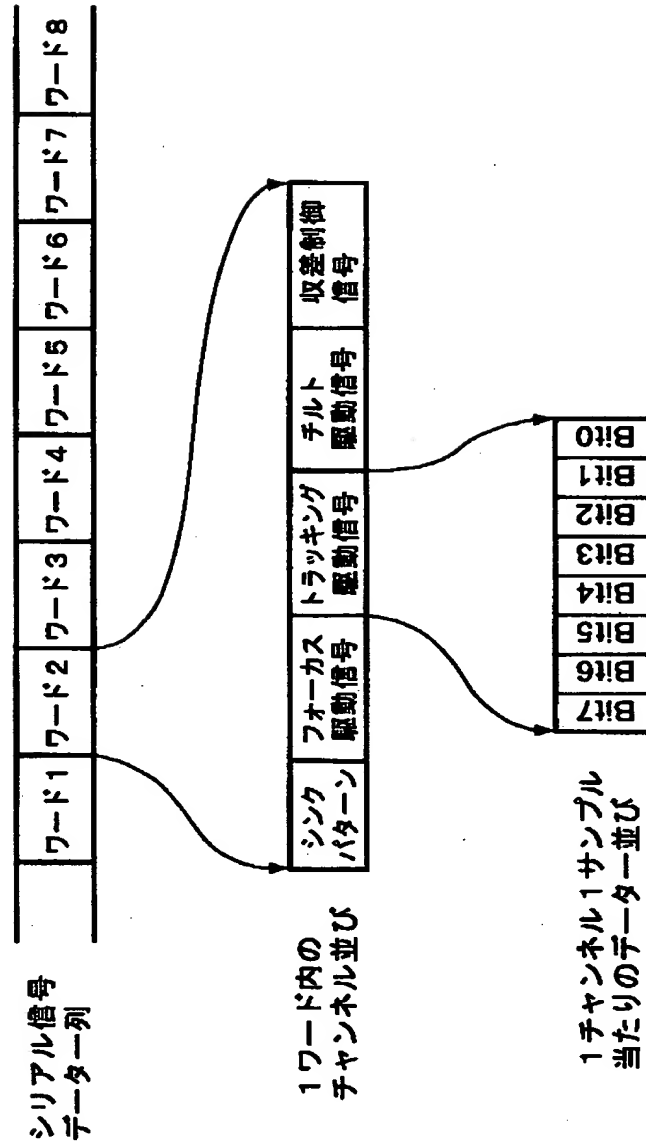 シリアル信号
データー列
ワード1 ワード2 ワード3 ワード4 ワード5 ワード6 ワード7 ワード8
1ワード内の
チャンネル並び
シンク
パターン
フォーカス
駆動信号
トラッキング
駆動信号
チルト
駆動信号
収差制御
信号
1チャンネル1サンプル
当たりのデーター並び
Bit7 Bit6 Bit5 Bit4 Bit3 Bit2 Bit1 Bit0